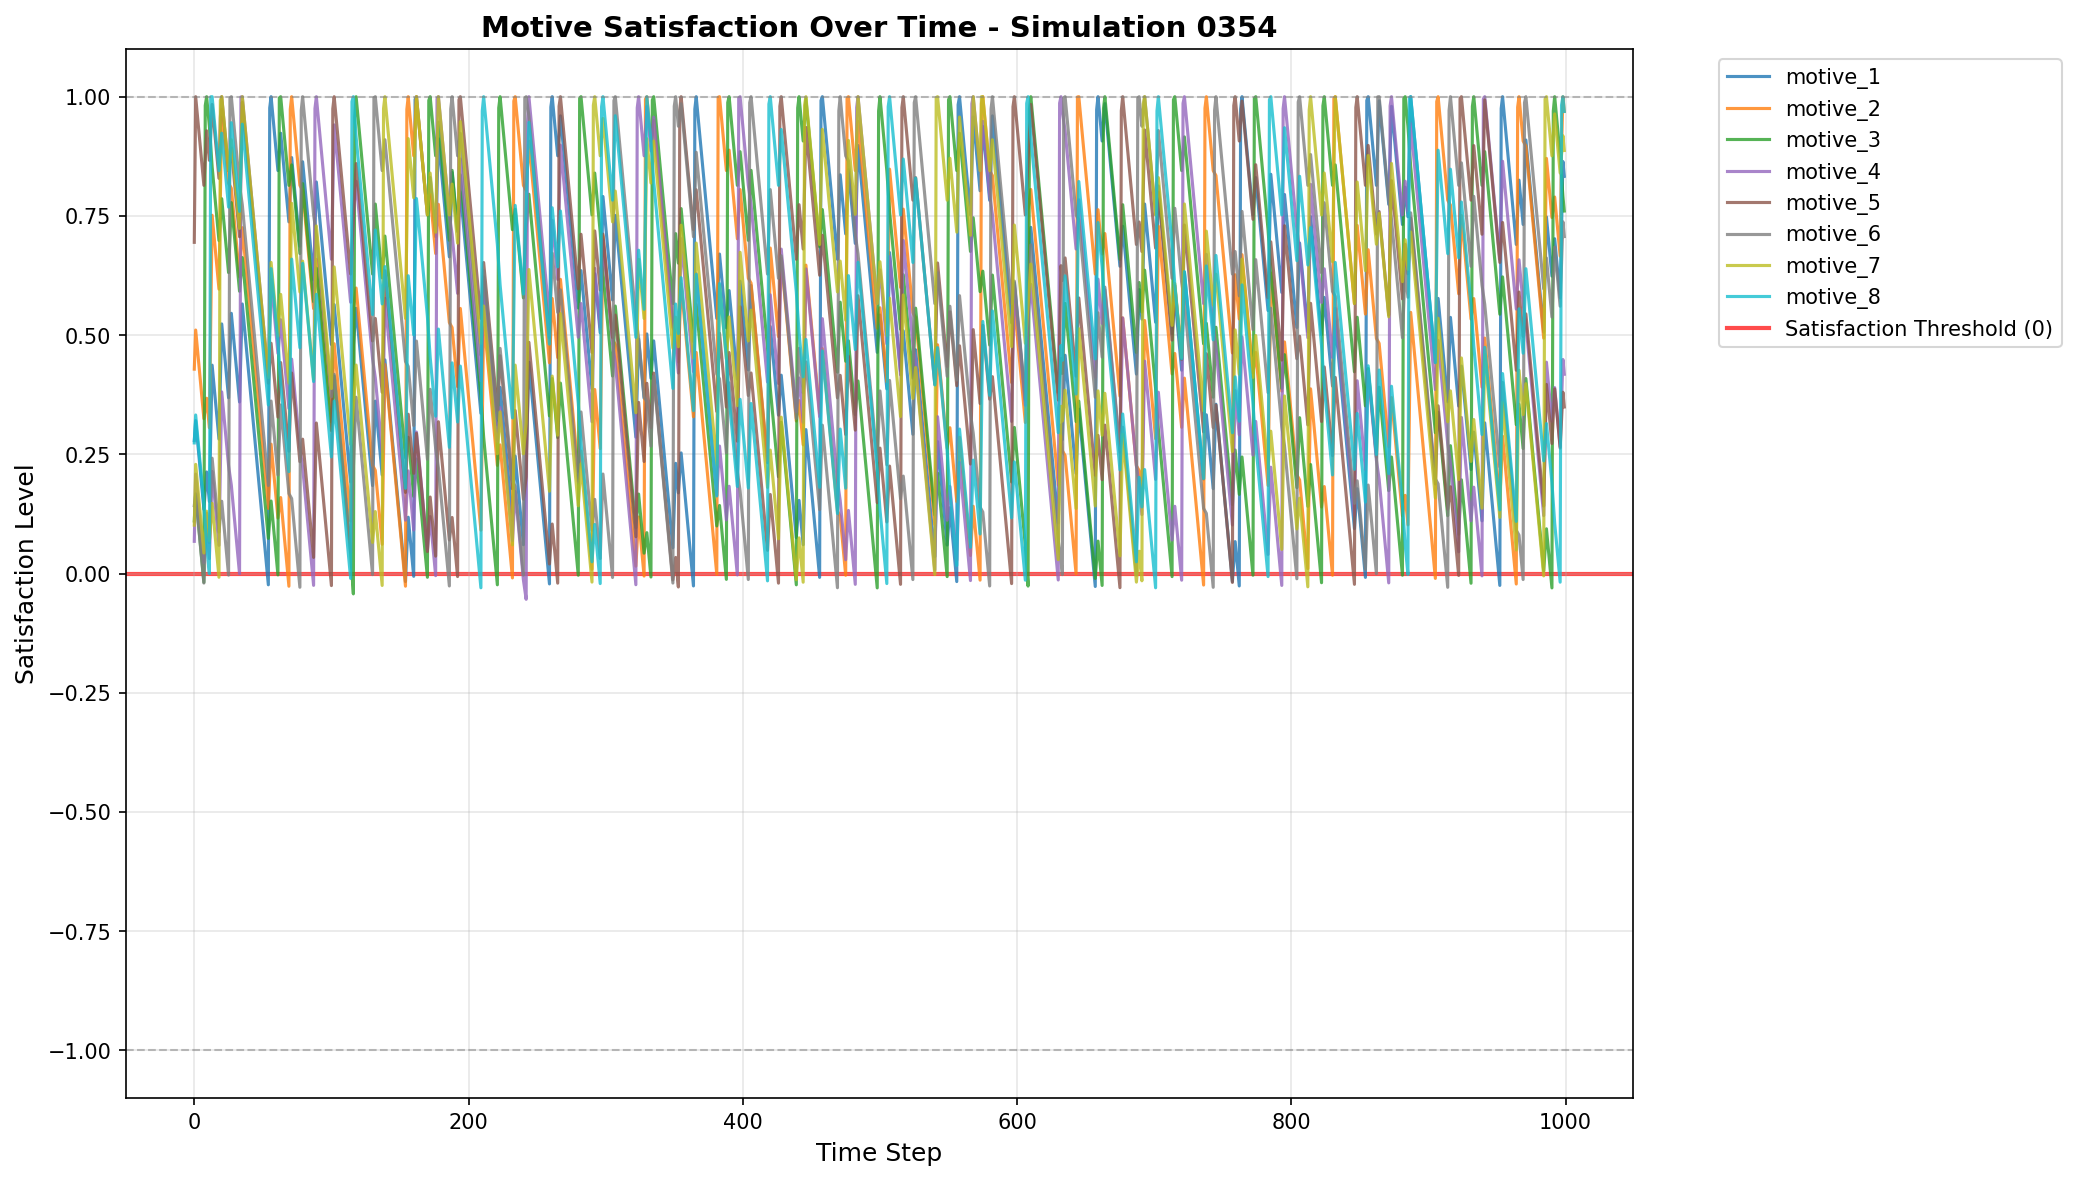 Motive Satisfaction Over Time - Simulation 0354
Satisfaction Level
1.00
0.75
0.50
0.25
0.00
−0.25
−0.50
−0.75
−1.00
0
200
400
600
800
1000
Time Step
motive_1
motive_2
motive_3
motive_4
motive_5
motive_6
motive_7
motive_8
Satisfaction Threshold (0)